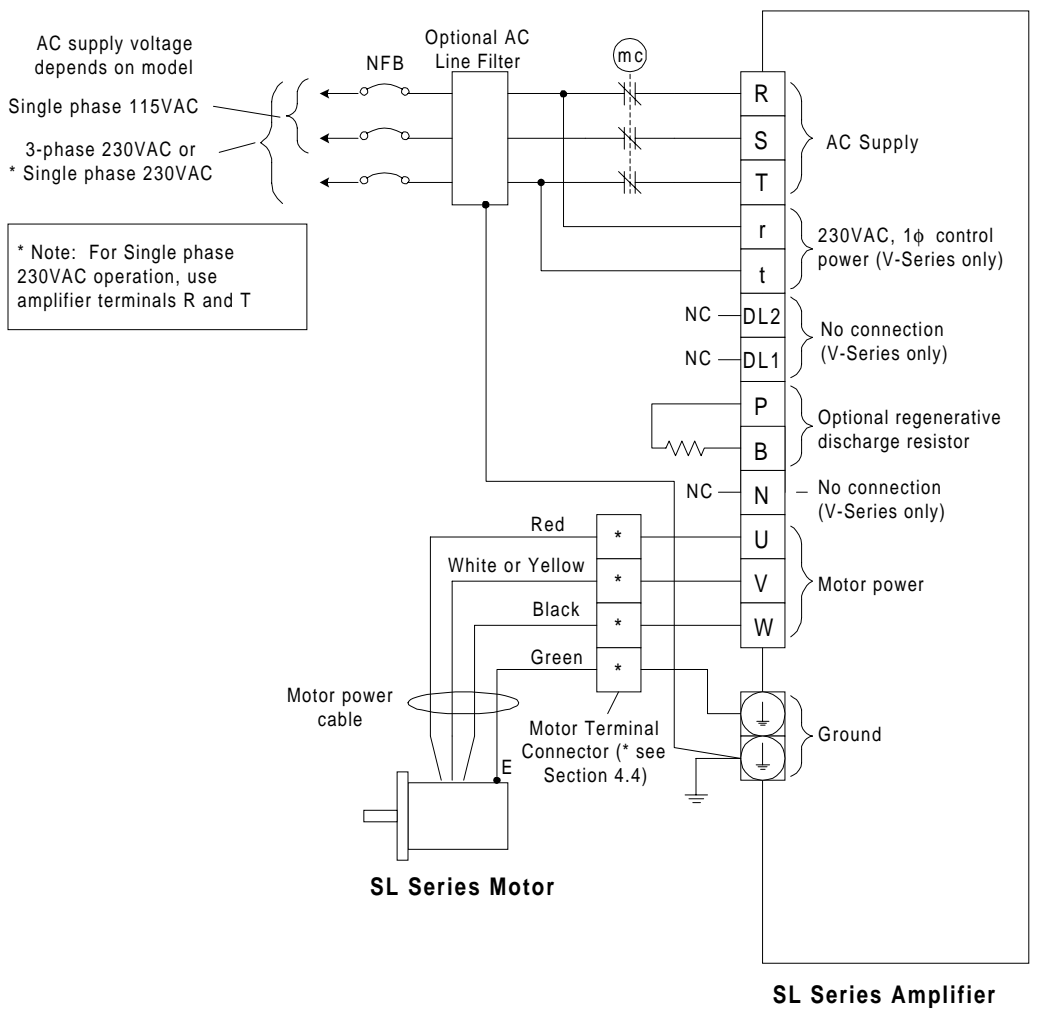 AC supply voltage
depends on model
Single phase 115VAC
3-phase 230VAC or
* Single phase 230VAC
* Note: For Single phase
230VAC operation, use
amplifier terminals R and T
NFB
Optional AC
Line Filter
mc
R
S
T
AC Supply
r
t
230VAC, 1ϕ control
power (V-Series only)
NC
DL2
NC
DL1
No connection
(V-Series only)
P
B
Optional regenerative
discharge resistor
NC
N
No connection
(V-Series only)
Red
*
U
White or Yellow
*
V
Motor power
Black
*
W
Green
*
Motor power
cable
Motor Terminal
Connector (* see
Section 4.4)
Ground
E
SL Series Motor
SL Series Amplifier